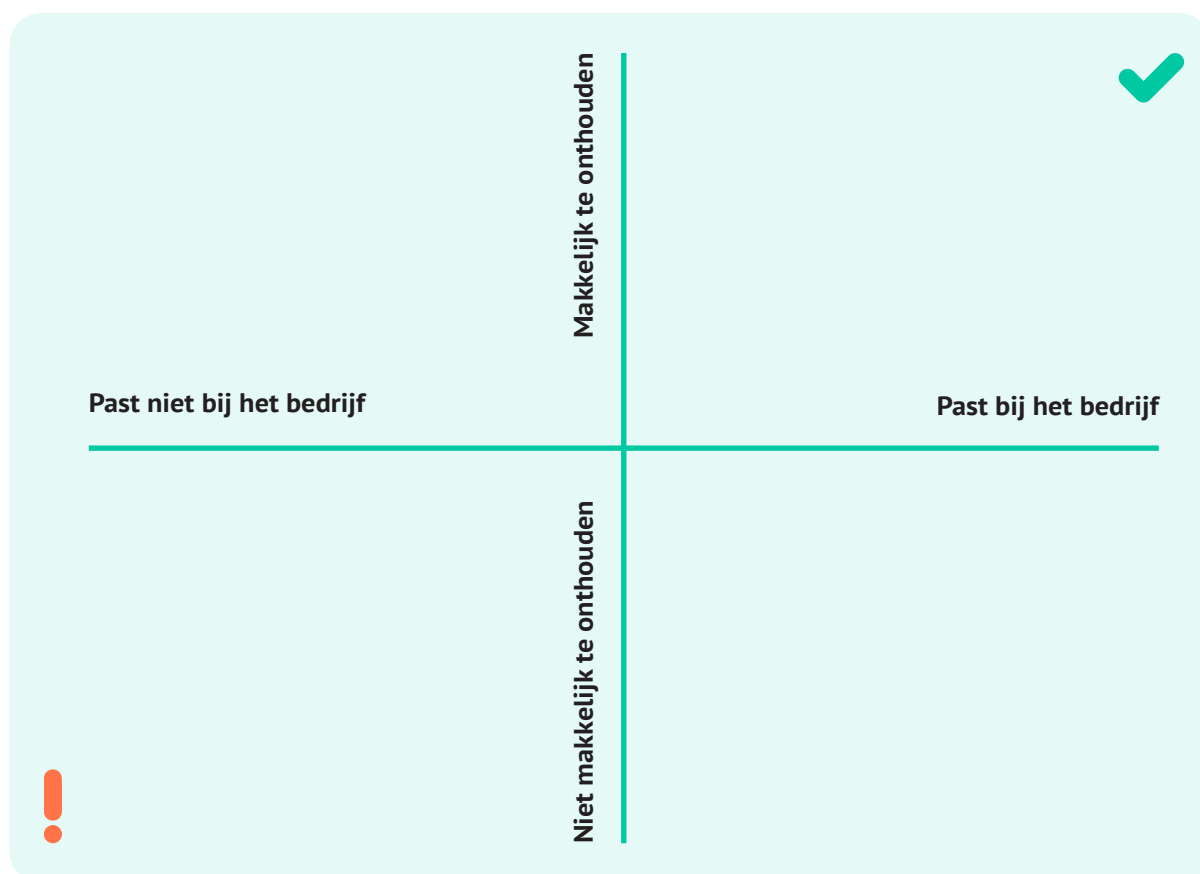 Makkelijk te onthouden
Past niet bij het bedrijf
Past bij het bedrijf
Niet makkelijk te onthouden